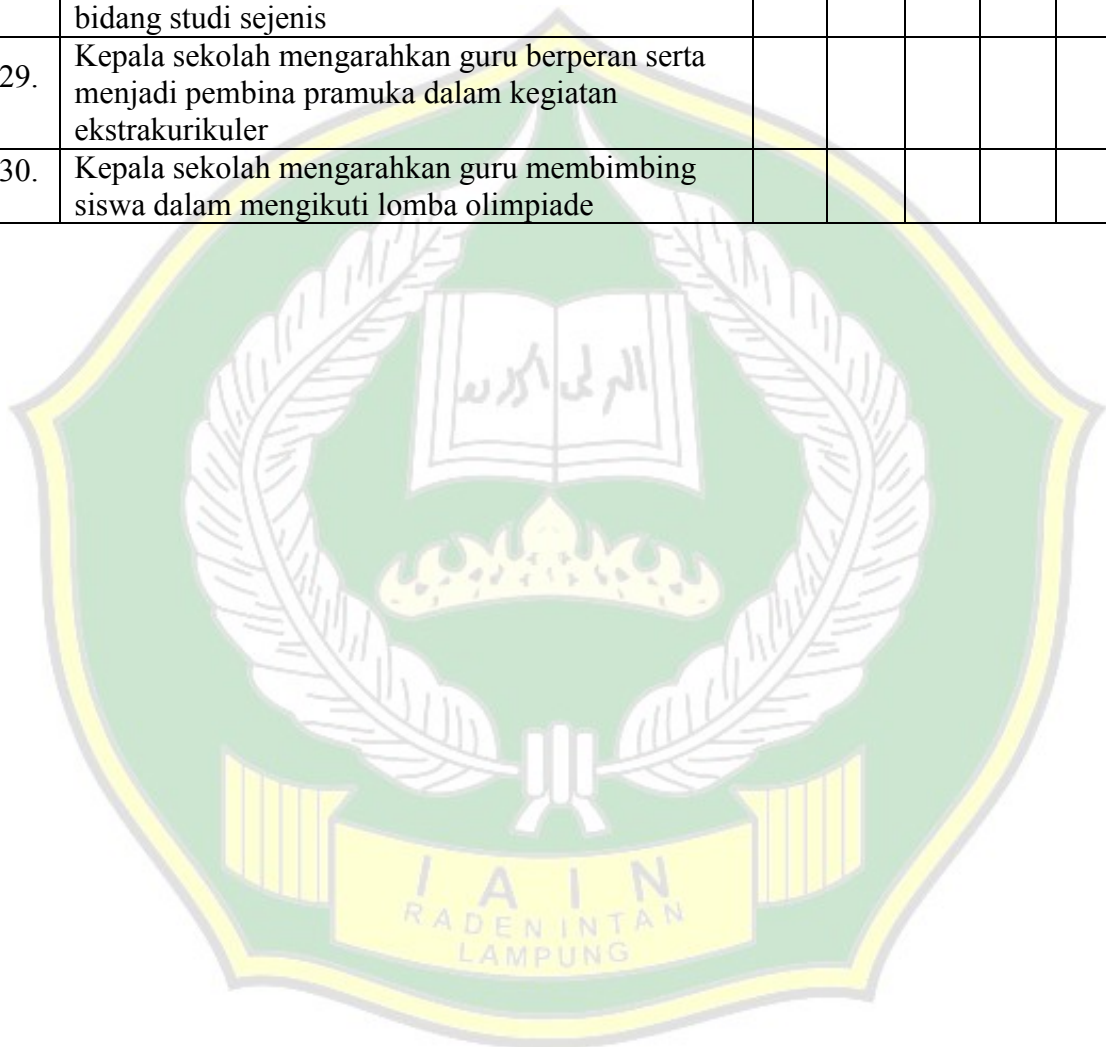 bidang studi sejenis
29. Kepala sekolah mengarahkan guru berperan serta
menjadi pembina pramuka dalam kegiatan
ekstrakurikuler
30. Kepala sekolah mengarahkan guru membimbing
siswa dalam mengikuti lomba olimpiade
I A I N
RADEN INTAN
LAMPUNG